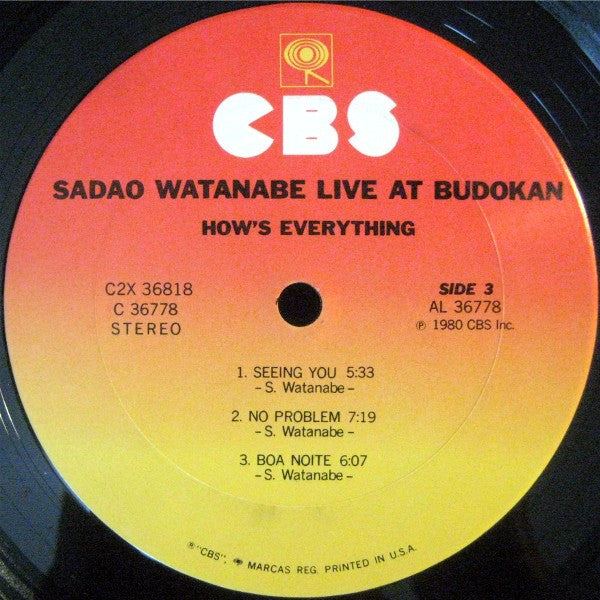 CBS
SADAO WATANABE LIVE AT BUDOKAN
HOW'S EVERYTHING
C2X 36818
C 36778
STEREO
SIDE 3
AL 36778
℗ 1980 CBS Inc.
1. SEEING YOU 5:33
– S. Watanabe –
2. NO PROBLEM 7:19
– S. Watanabe –
3. BOA NOITE 6:07
– S. Watanabe –
®"CBS", MARCAS REG. PRINTED IN U.S.A.